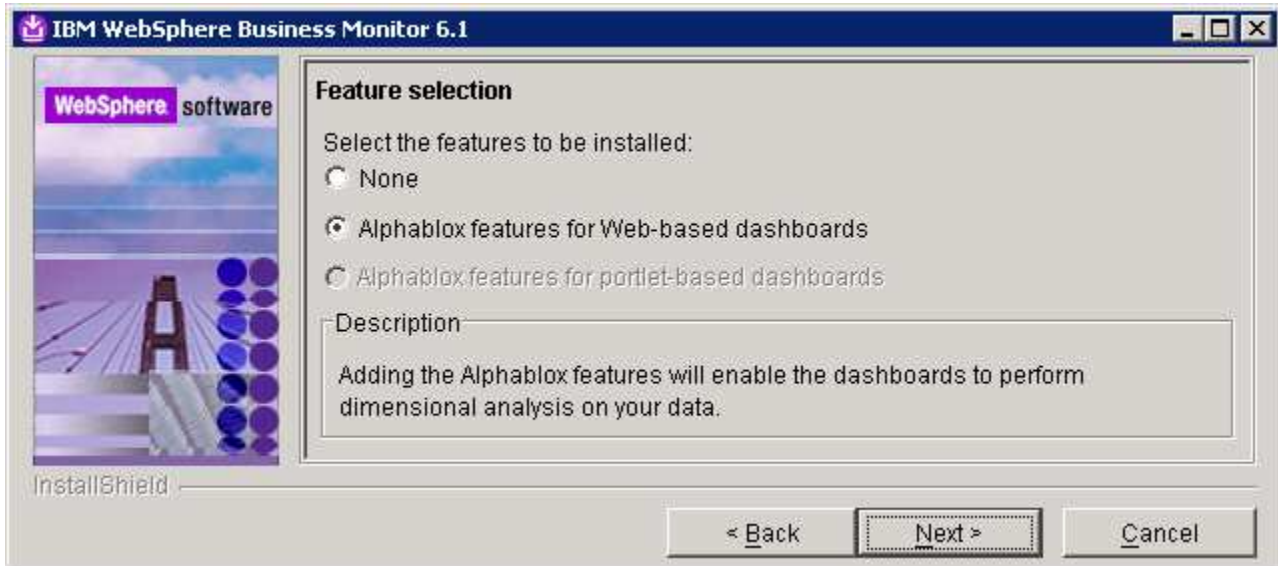 IBM WebSphere Business Monitor 6.1
WebSphere software
Feature selection
Select the features to be installed:
None
Alphablox features for Web-based dashboards
Alphablox features for portlet-based dashboards
Description
Adding the Alphablox features will enable the dashboards to perform
dimensional analysis on your data.
InstallShield
< Back Next > Cancel